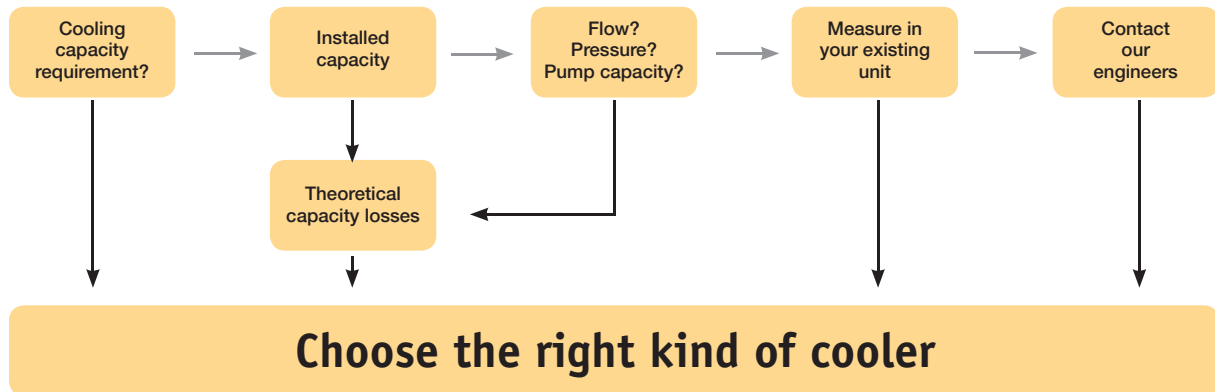 Cooling
capacity
requirement?
Installed
capacity
Flow?
Pressure?
Pump capacity?
Measure in
your existing
unit
Contact
our
engineers
Theoretical
capacity losses
Choose the right kind of cooler